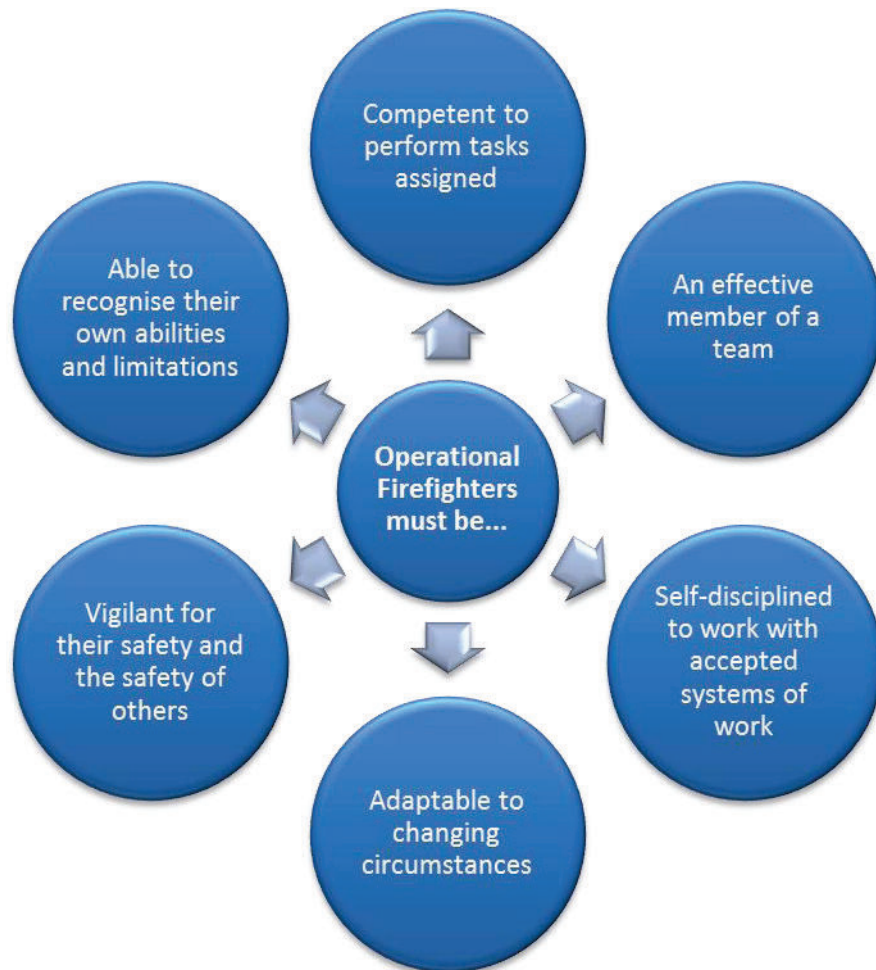 Competent to
perform tasks
assigned
An effective
member of a
team
Self-disciplined
to work with
accepted
systems of
work
Adaptable to
changing
circumstances
Vigilant for
their safety and
the safety of
others
Able to
recognise their
own abilities
and limitations
Operational
Firefighters
must be...